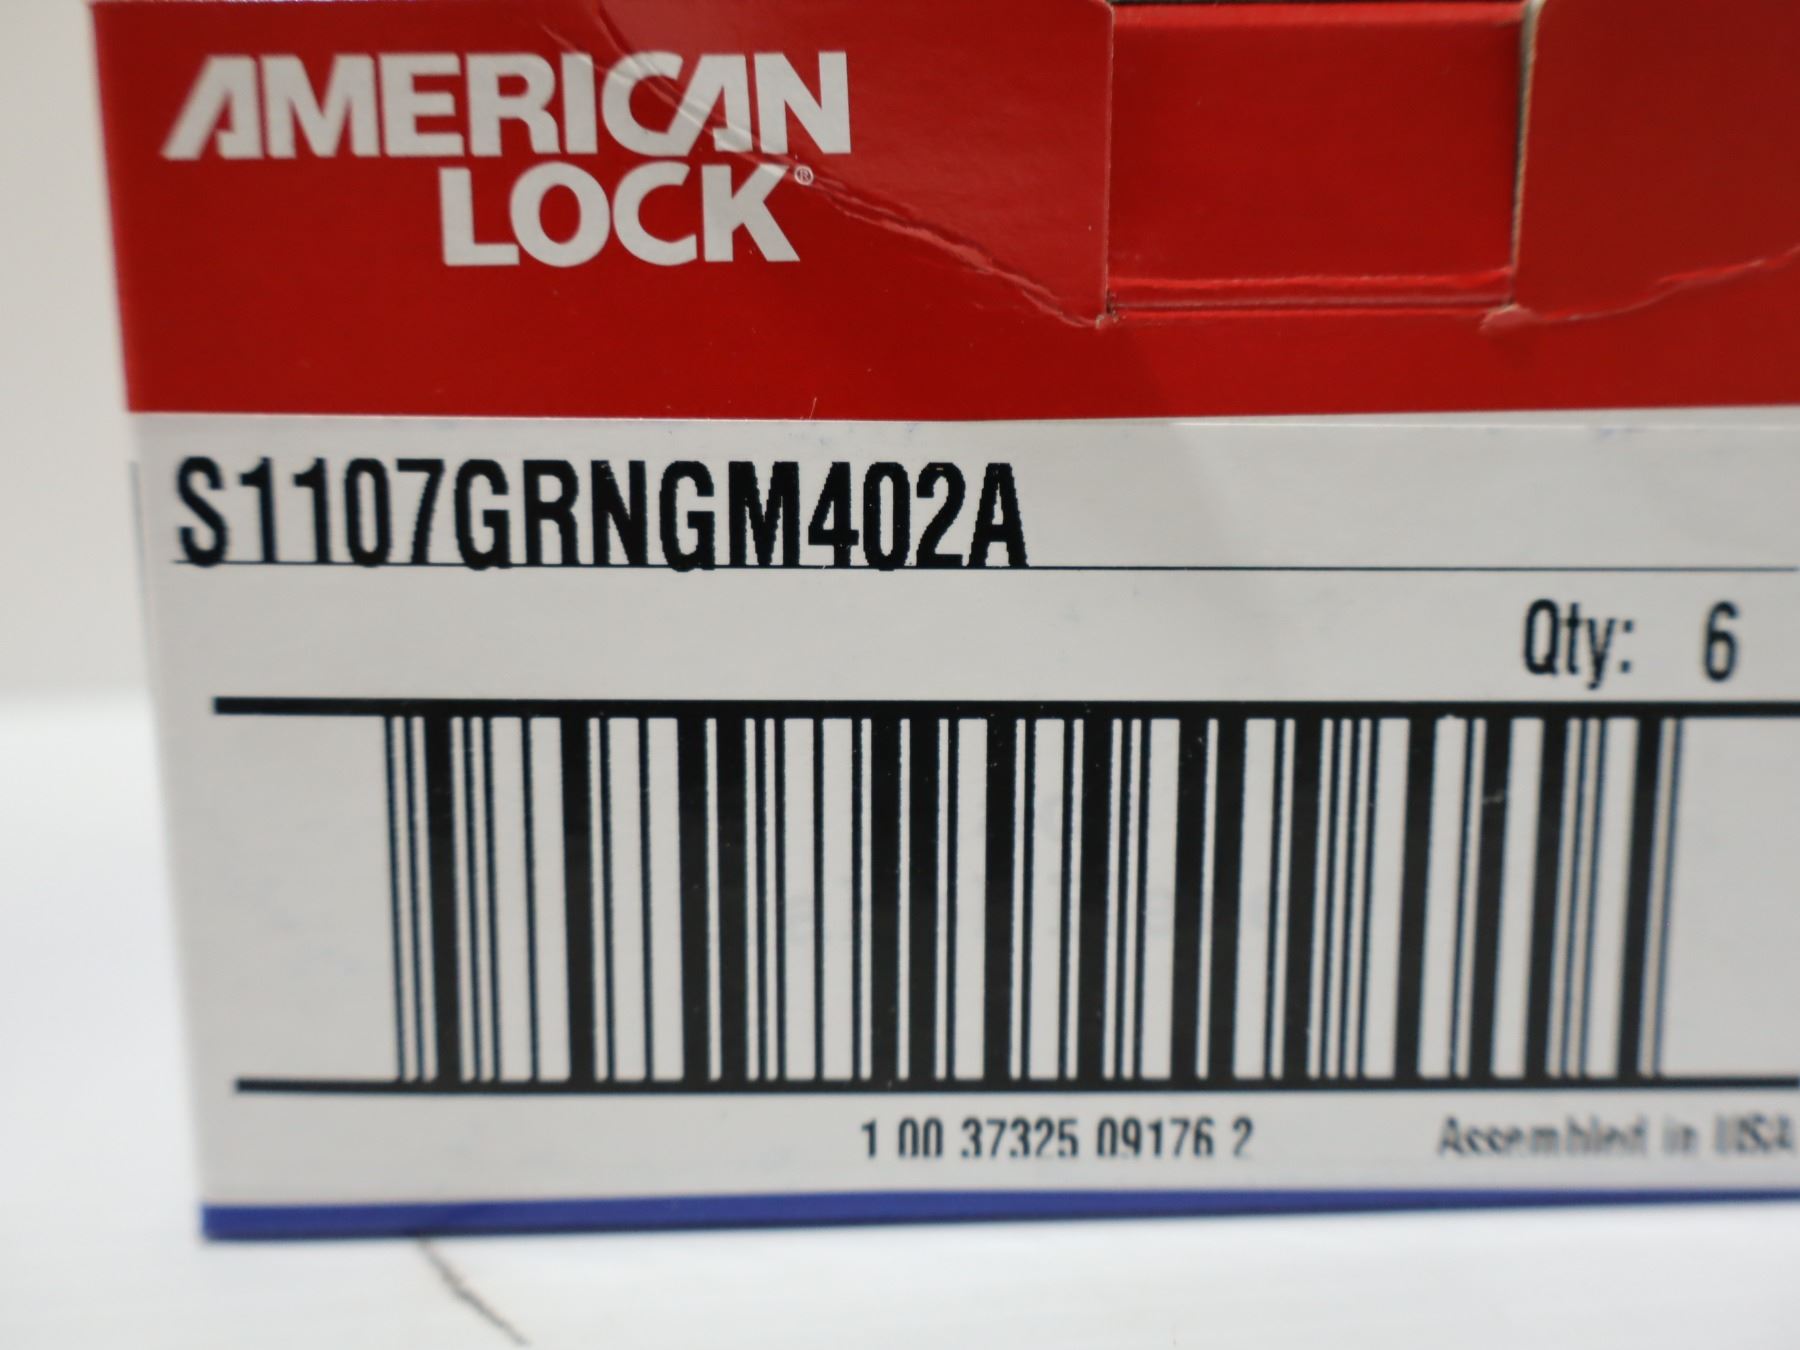 AMERICAN
LOCK®
S1107GRNGM402A
Qty: 6
1 00 37325 09176 2
Assembled in USA